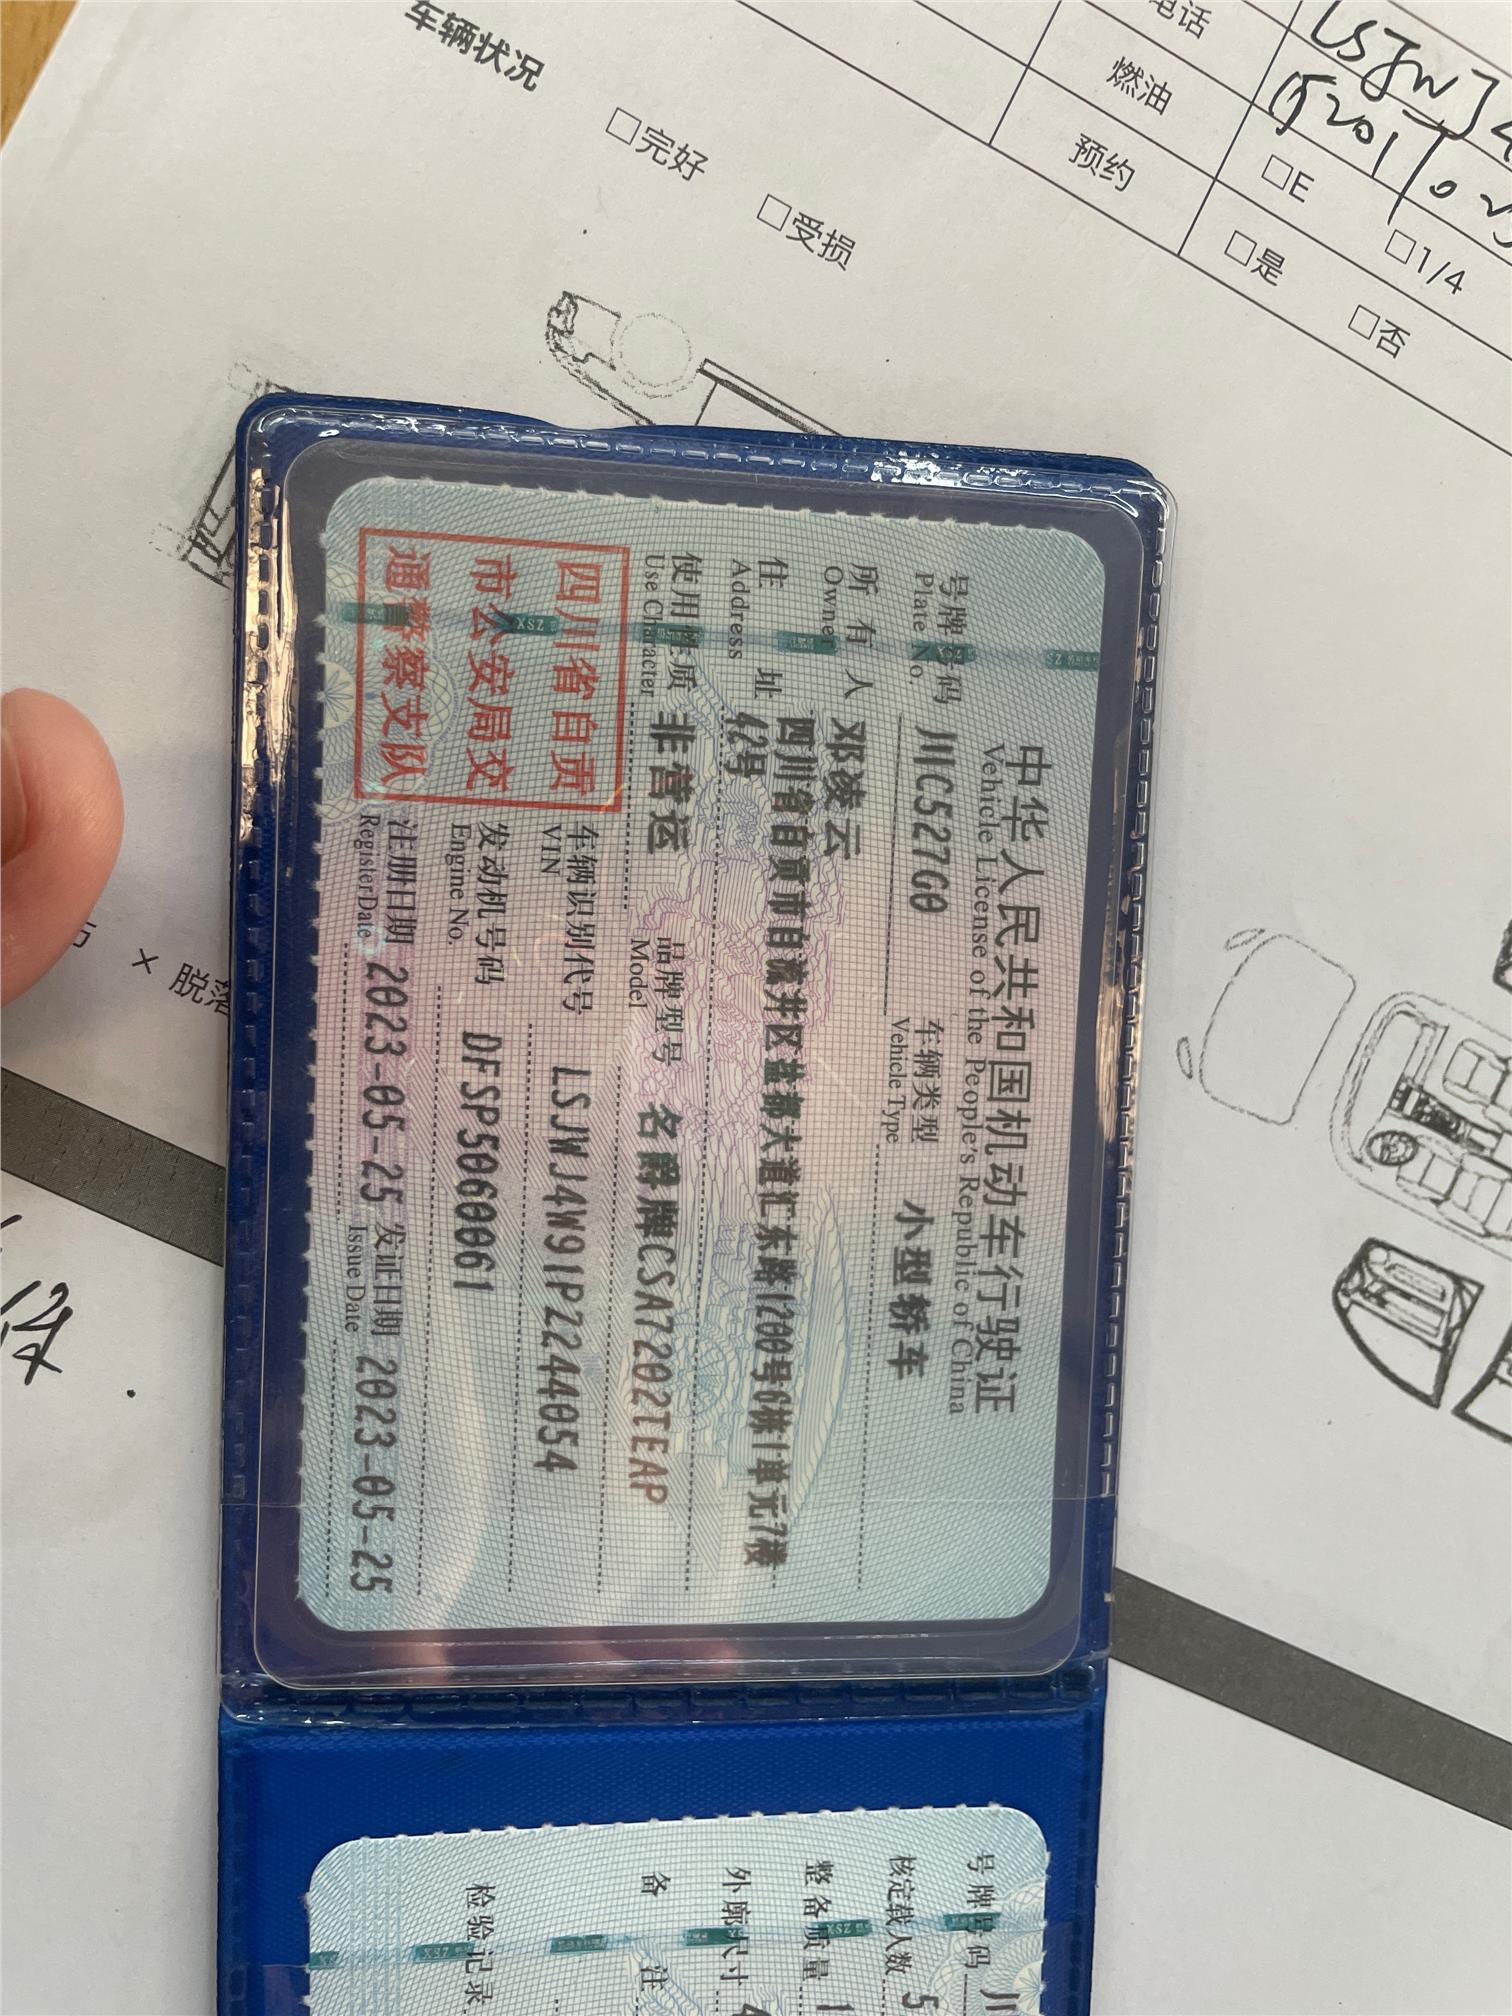 车辆状况
□完好
□受损
电话
燃油
预约
□E
□1/4
□是
□否
中华人民共和国机动车行驶证
Vehicle License of the People's Republic of China
号牌号码 川C527G0 车辆类型 小型轿车
Plate No. Vehicle Type
所有人 邓凌云
Owner
住址 四川省自贡市自流井区盐都大道汇东路1200号6栋1单元7楼
Address 42号
使用性质 非营运 品牌型号 名爵牌CSA7202TEAP
Use Character Model
四川省自贡
市公安局交
通警察支队
车辆识别代号 LSJWJ4W91PZ244054
VIN
发动机号码 DFSP5060061
Engine No.
注册日期 2023-05-25 发证日期 2023-05-25
Register Date Issue Date
× 脱落
号牌号码 川
核定载人数 5
整备质量 1
外廓尺寸 4
备注
检验记录